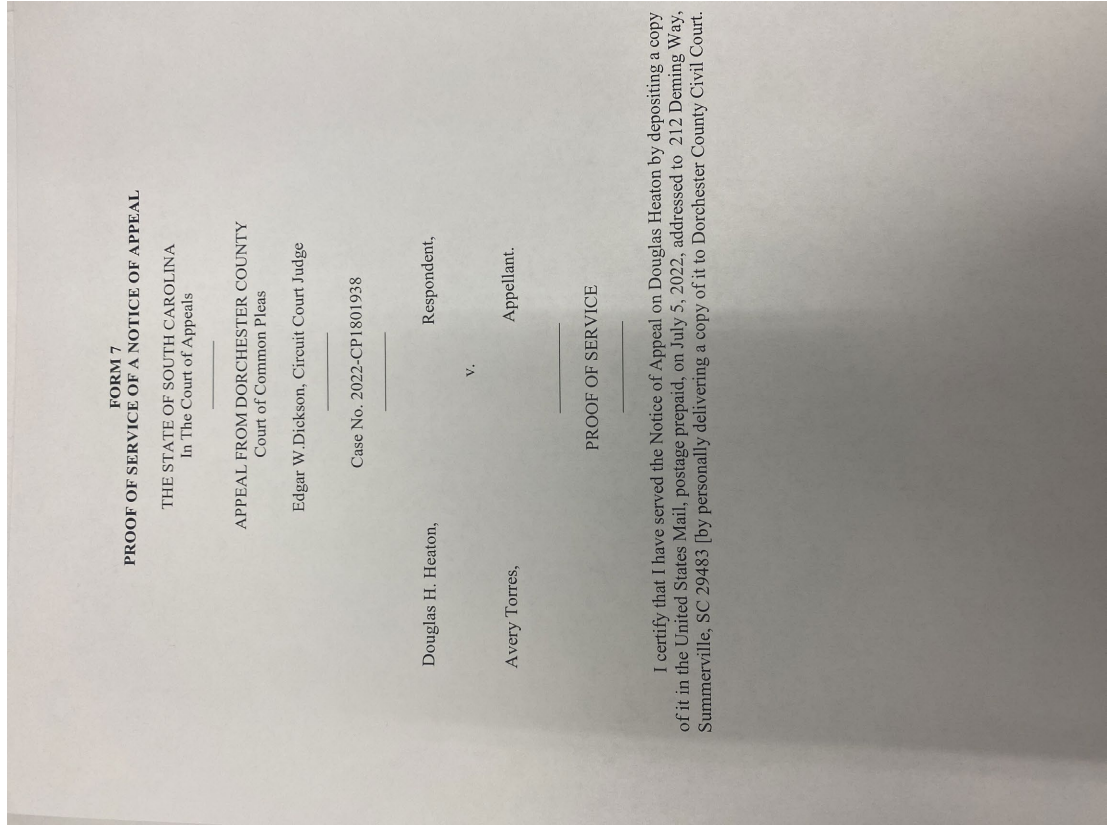 FORM 7
PROOF OF SERVICE OF A NOTICE OF APPEAL
THE STATE OF SOUTH CAROLINA
In The Court of Appeals
APPEAL FROM DORCHESTER COUNTY
Court of Common Pleas
Edgar W.Dickson, Circuit Court Judge
Case No. 2022-CP1801938
Douglas H. Heaton, Respondent,
v.
Avery Torres, Appellant.
PROOF OF SERVICE
I certify that I have served the Notice of Appeal on Douglas Heaton by depositing a copy
of it in the United States Mail, postage prepaid, on July 5, 2022, addressed to 212 Deming Way,
Summerville, SC 29483 [by personally delivering a copy of it to Dorchester County Civil Court.